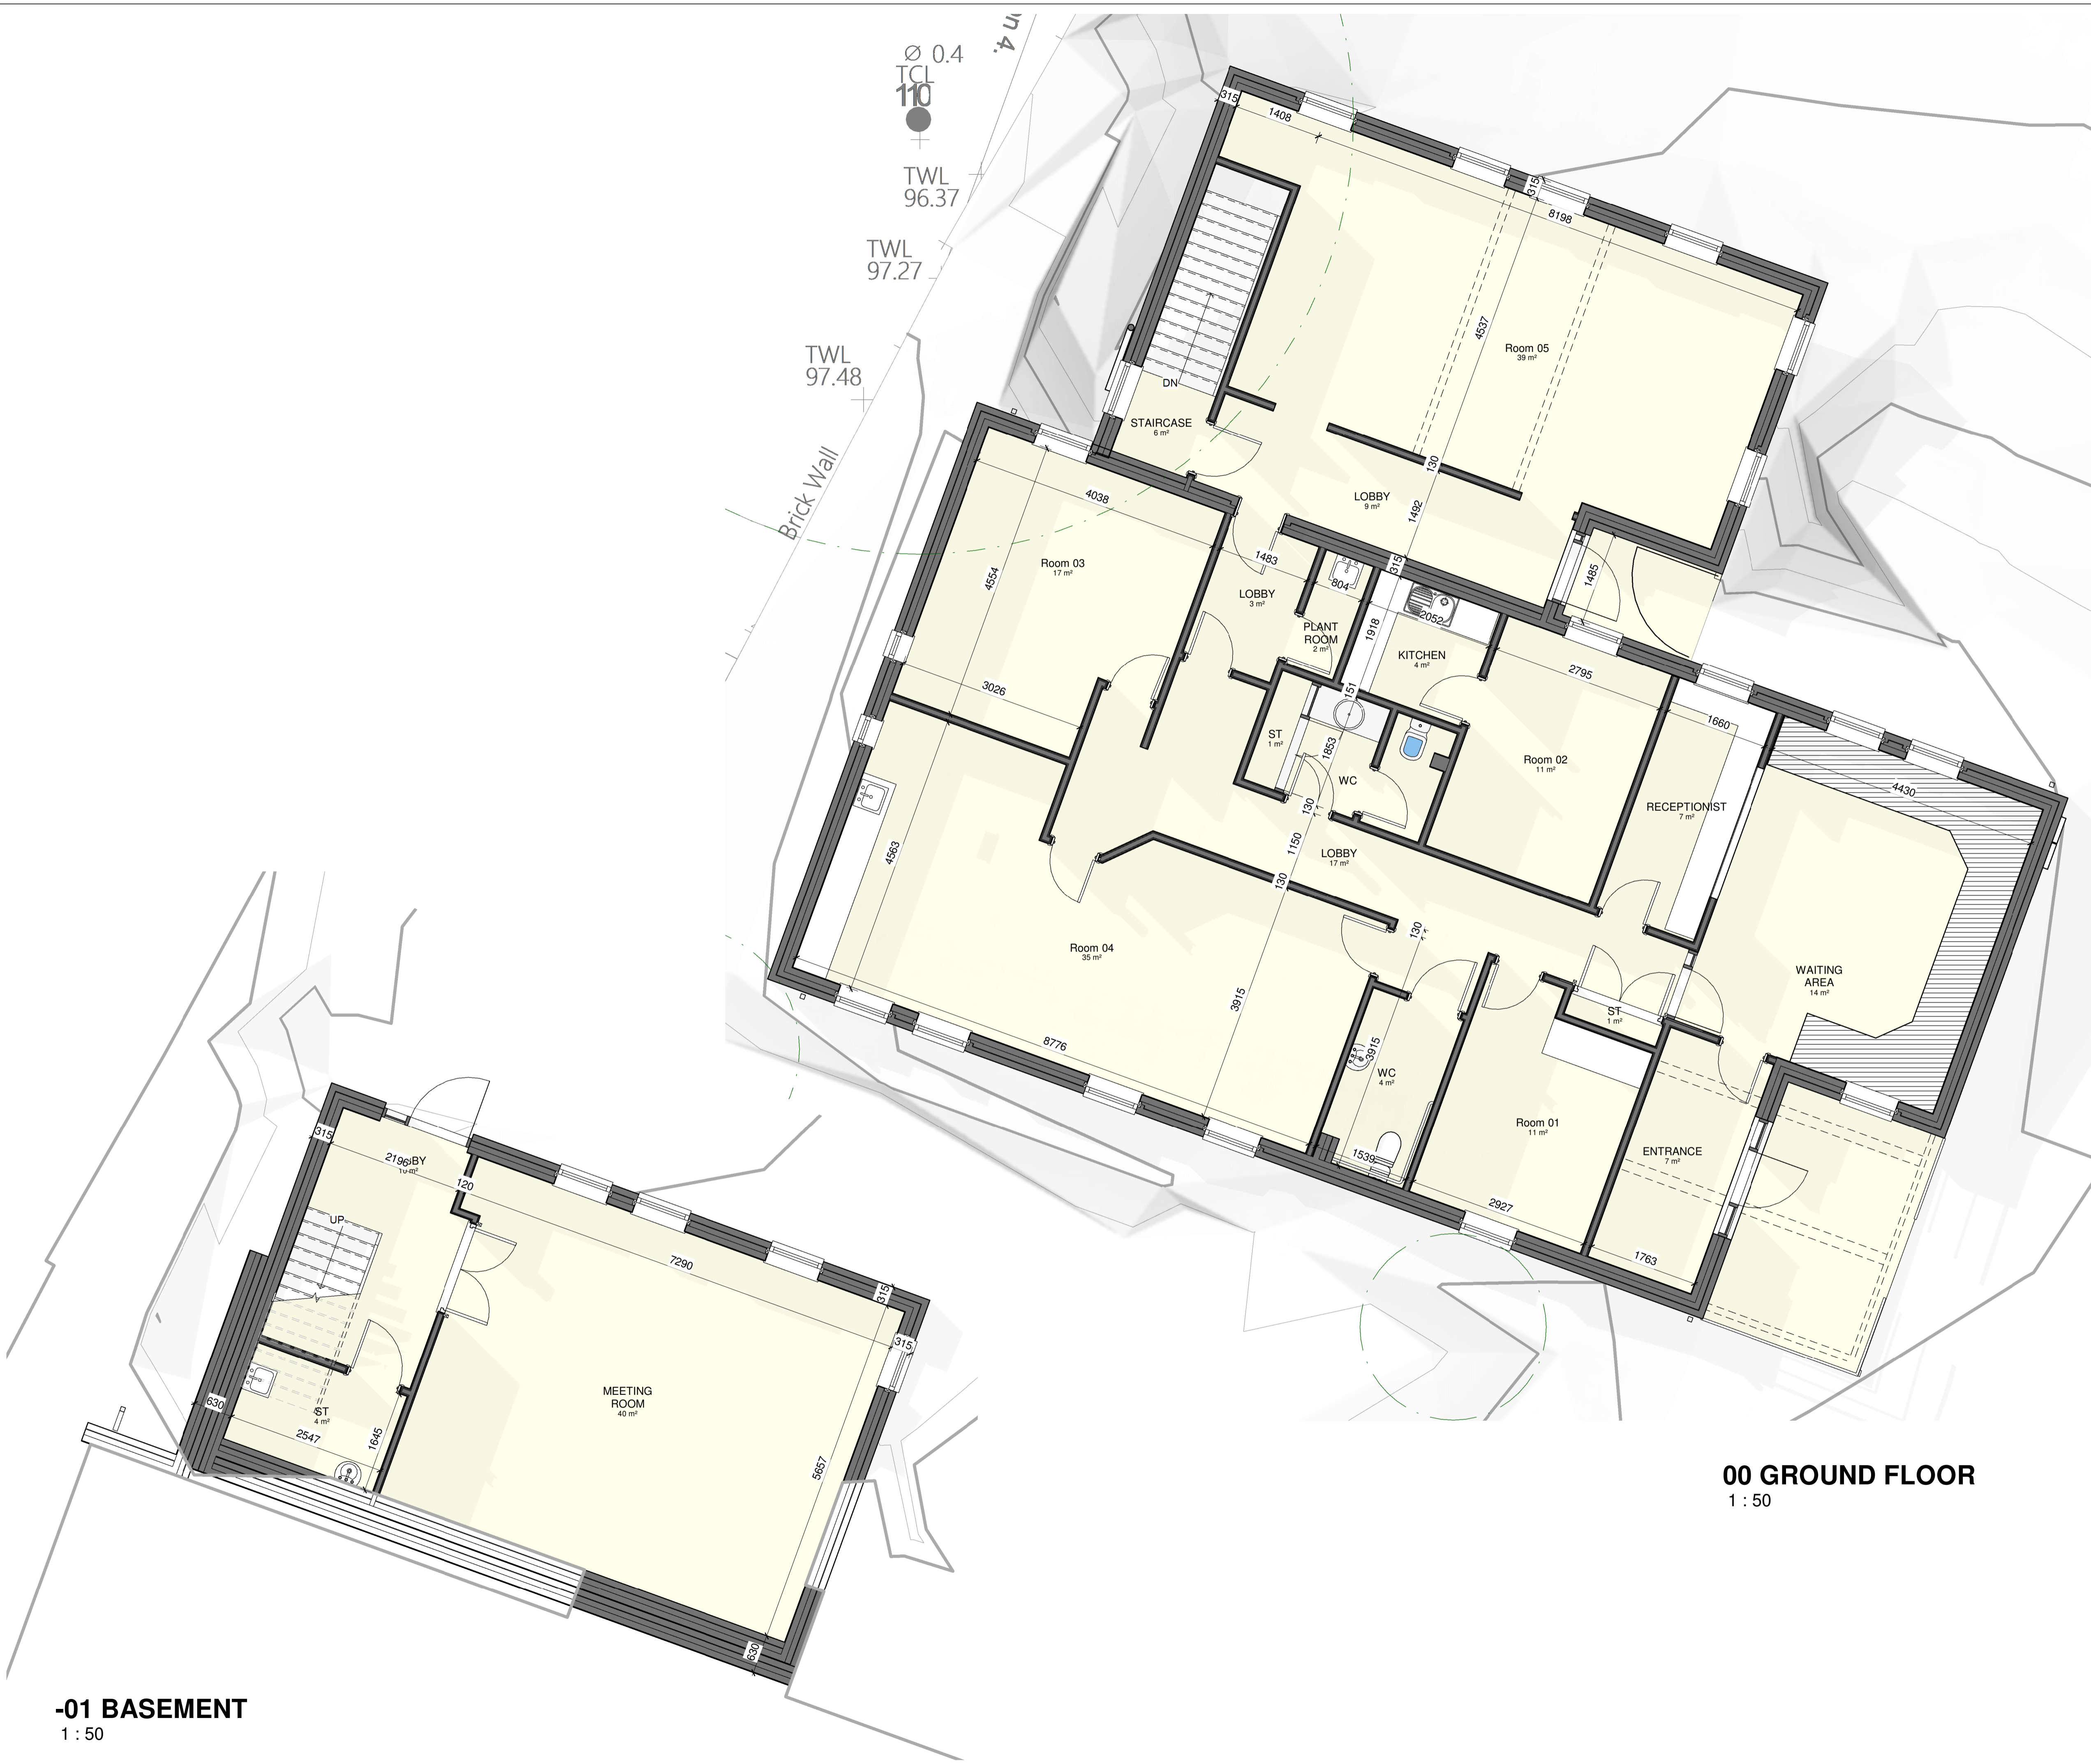 on 4.
Ø 0.4
TCL
110
TWL
96.37
TWL
97.27
TWL
97.48
Brick Wall
315
1408
315
8198
4537
Room 05
39 m²
DN
STAIRCASE
6 m²
130
LOBBY
9 m²
1492
315
1485
4038
Room 03
17 m²
4554
3026
1483
LOBBY
3 m²
804
PLANT
ROOM
2 m²
1918
2052
KITCHEN
4 m²
151
2795
1660
4430
ST
1 m²
1853
WC
130
Room 02
11 m²
RECEPTIONIST
7 m²
1150
LOBBY
17 m²
130
130
4563
Room 04
35 m²
3915
8776
WAITING
AREA
14 m²
ST
1 m²
3915
WC
4 m²
1539
Room 01
11 m²
2927
ENTRANCE
7 m²
1763
00 GROUND FLOOR
1 : 50
315
2196
BY
10 m²
120
UP
7290
315
315
MEETING
ROOM
40 m²
630
ST
4 m²
2547
1645
5657
630
-01 BASEMENT
1 : 50